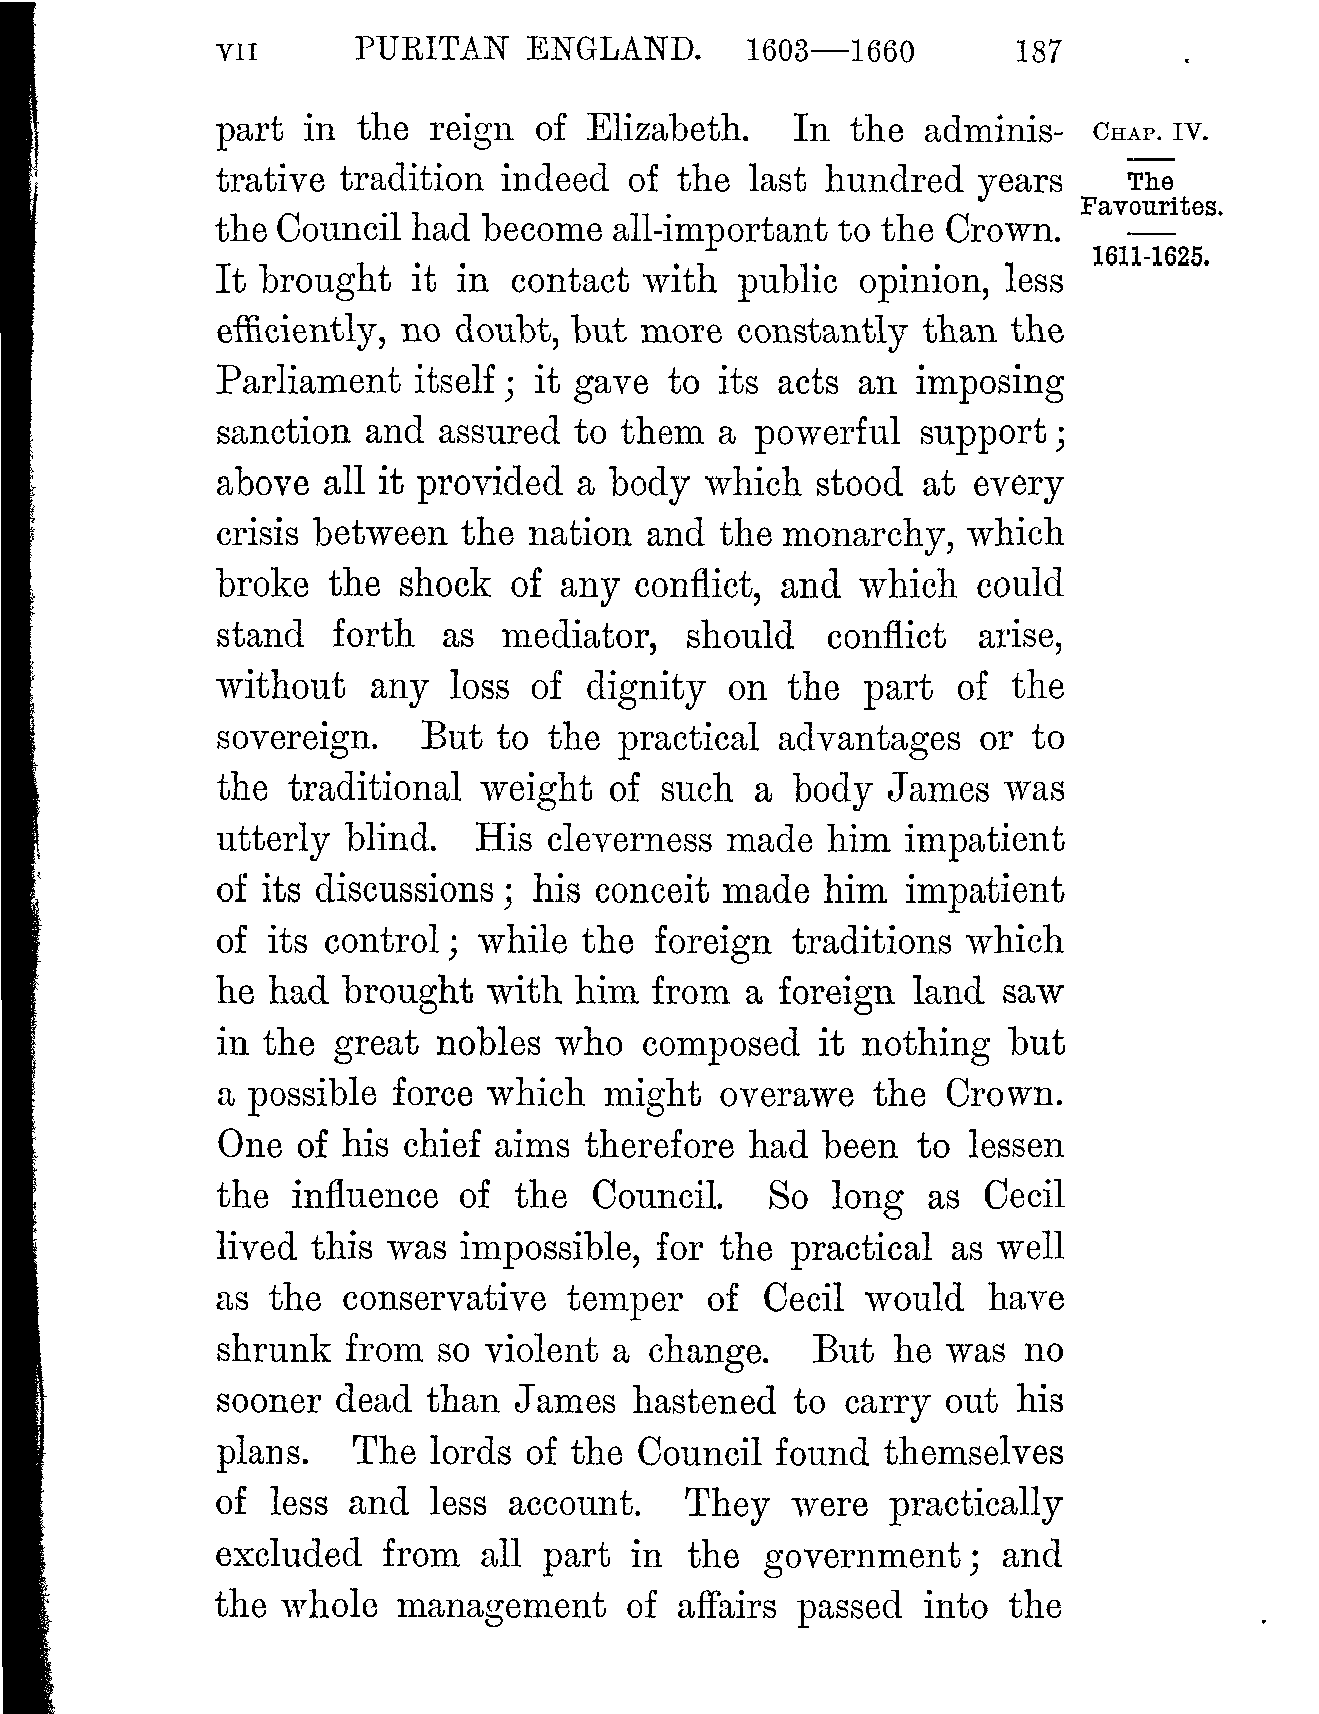 VII PURITAN ENGLAND. 1603—1660 187
part in the reign of Elizabeth. In the adminis-
trative tradition indeed of the last hundred years
the Council had become all-important to the Crown.
It brought it in contact with public opinion, less
efficiently, no doubt, but more constantly than the
Parliament itself; it gave to its acts an imposing
sanction and assured to them a powerful support;
above all it provided a body which stood at every
crisis between the nation and the monarchy, which
broke the shock of any conflict, and which could
stand forth as mediator, should conflict arise,
without any loss of dignity on the part of the
sovereign. But to the practical advantages or to
the traditional weight of such a body James was
utterly blind. His cleverness made him impatient
of its discussions; his conceit made him impatient
of its control; while the foreign traditions which
he had brought with him from a foreign land saw
in the great nobles who composed it nothing but
a possible force which might overawe the Crown.
One of his chief aims therefore had been to lessen
the influence of the Council. So long as Cecil
lived this was impossible, for the practical as well
as the conservative temper of Cecil would have
shrunk from so violent a change. But he was no
sooner dead than James hastened to carry out his
plans. The lords of the Council found themselves
of less and less account. They were practically
excluded from all part in the government; and
the whole management of affairs passed into the
CHAP. IV.
The
Favourites.
1611-1625.